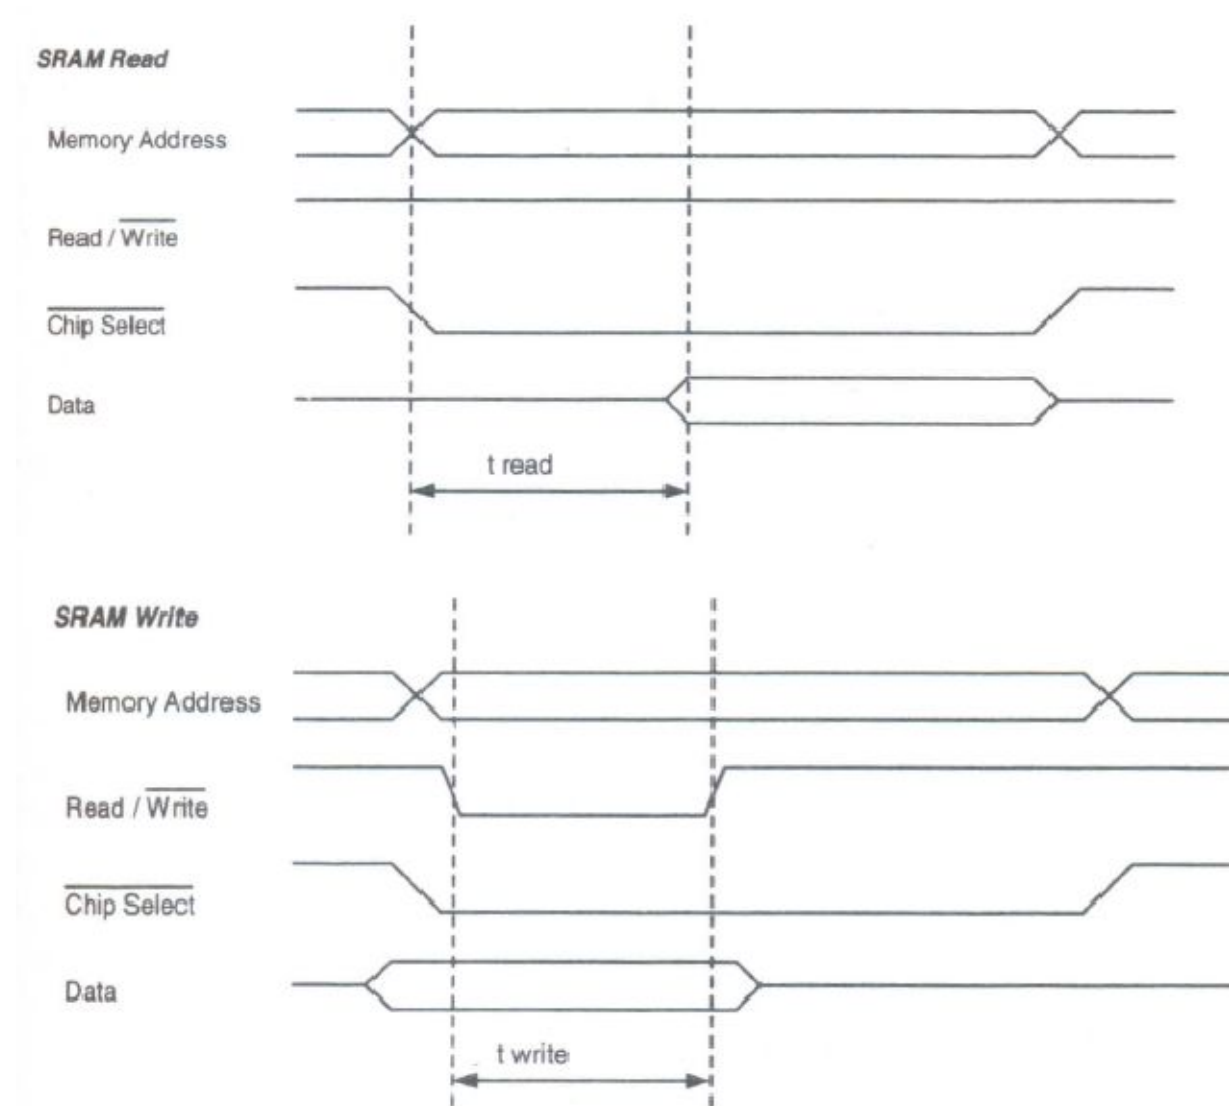 SRAM Read
Memory Address
Read / Write
Chip Select
Data
t read
SRAM Write
Memory Address
Read / Write
Chip Select
Data
t write